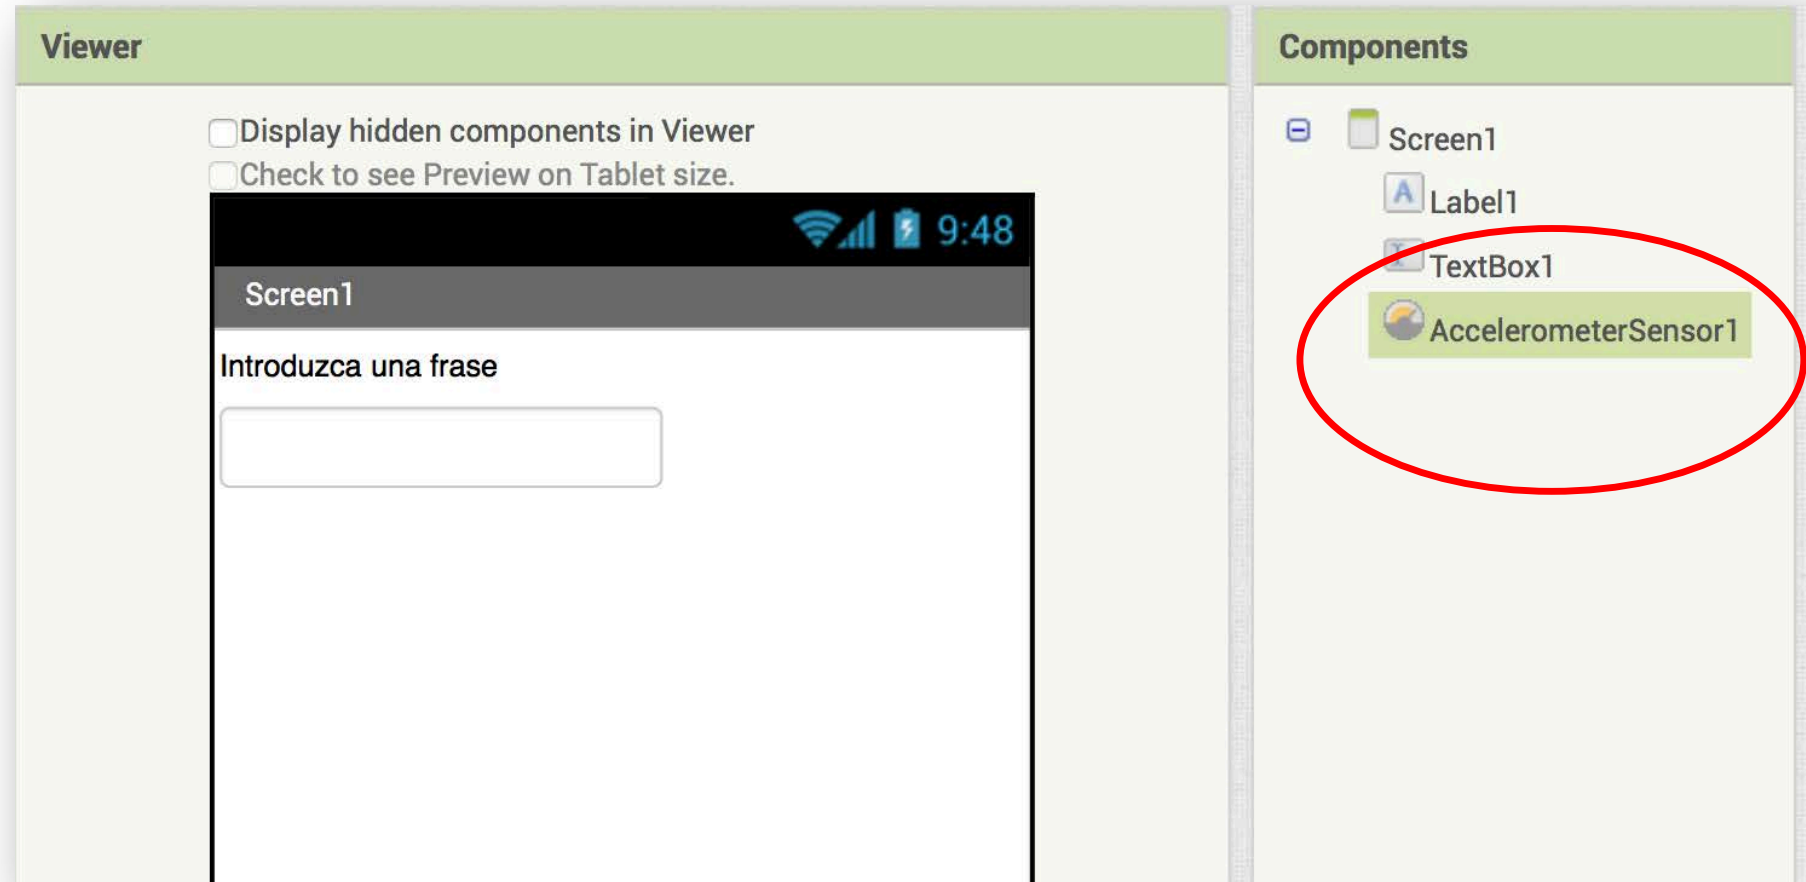 Viewer
Display hidden components in Viewer
Check to see Preview on Tablet size.
9:48
Screen1
Introduzca una frase
Components
Screen1
A Label1
TextBox1
AccelerometerSensor1